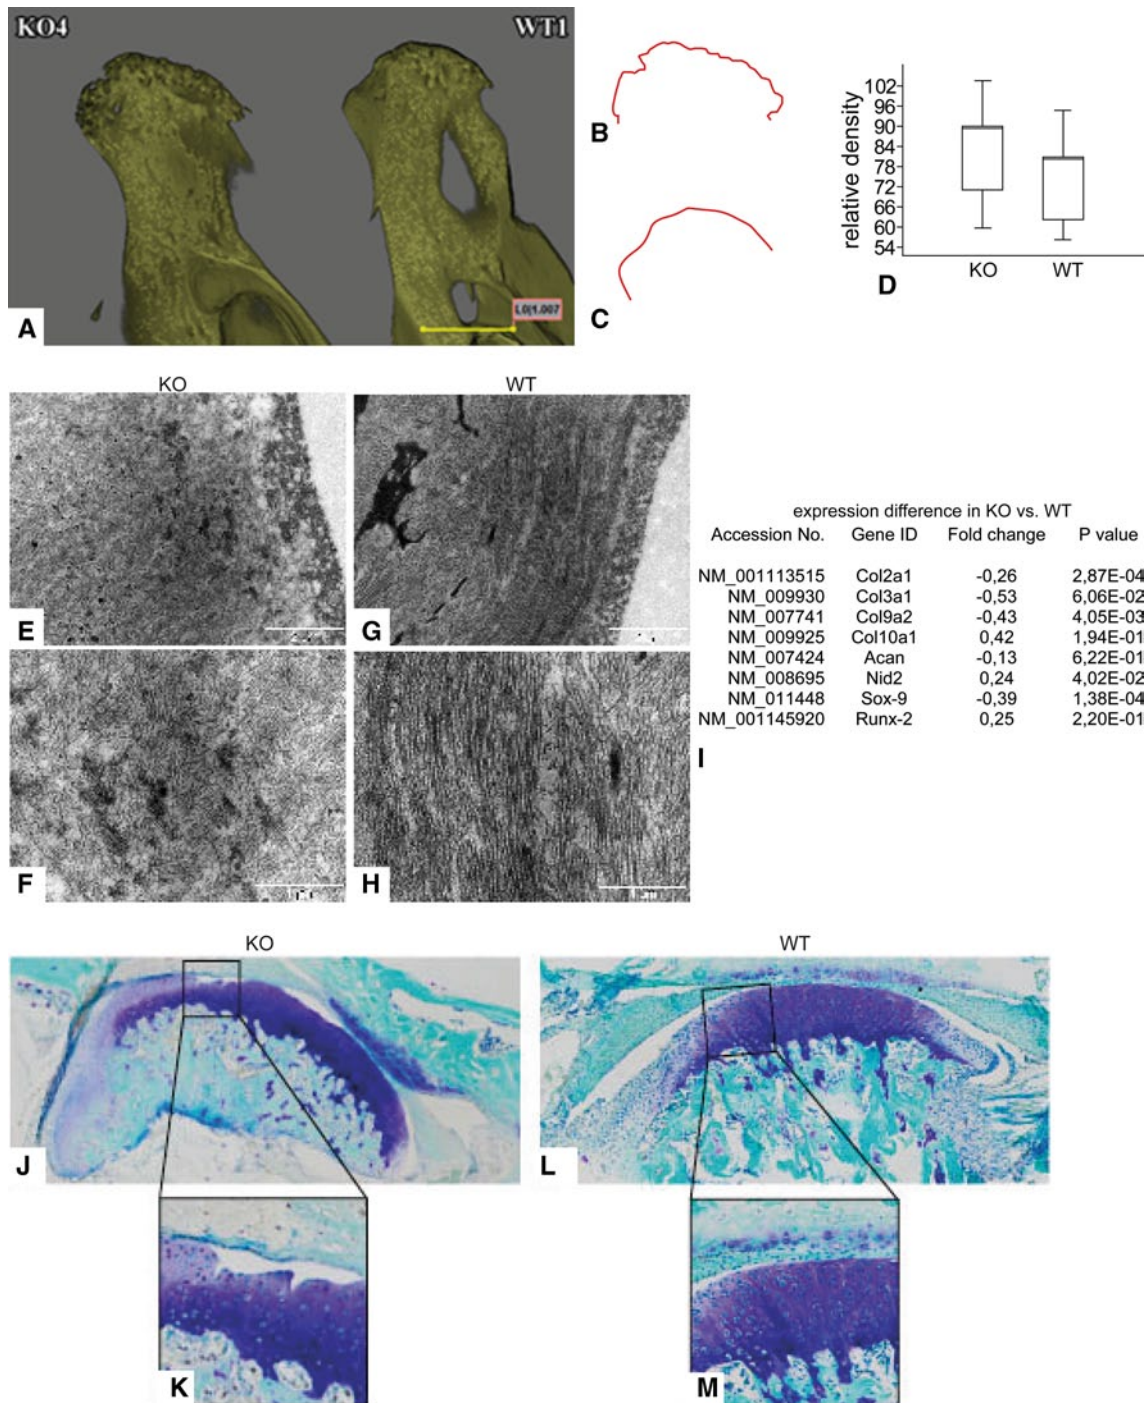 KO4
WT1
L0|1.007
A
B
C
relative density
102
96
90
84
78
72
66
60
54
KO
WT
D
KO
WT
E
G
F
H
expression difference in KO vs. WT
Accession No. Gene ID Fold change P value
NM_001113515 Col2a1 -0,26 2,87E-04
NM_009930 Col3a1 -0,53 6,06E-02
NM_007741 Col9a2 -0,43 4,05E-03
NM_009925 Col10a1 0,42 1,94E-01
NM_007424 Acan -0,13 6,22E-01
NM_008695 Nid2 0,24 4,02E-02
NM_011448 Sox-9 -0,39 1,38E-04
NM_001145920 Runx-2 0,25 2,20E-01
I
KO
WT
J
L
K
M